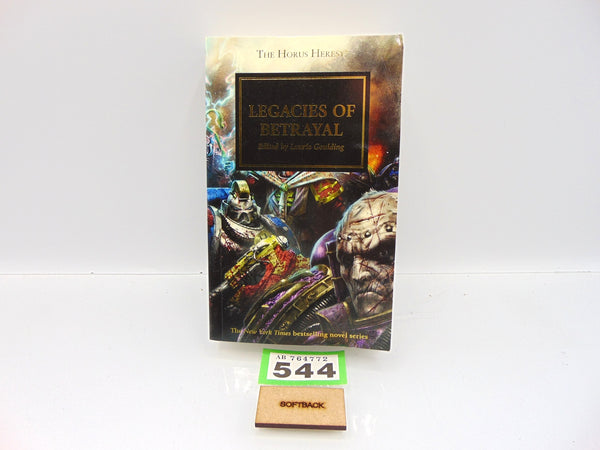 THE HORUS HERESY
LEGACIES OF
BETRAYAL
Edited by Laurie Goulding
The New York Times bestselling novel series
AB 764772
544
SOFTBACK